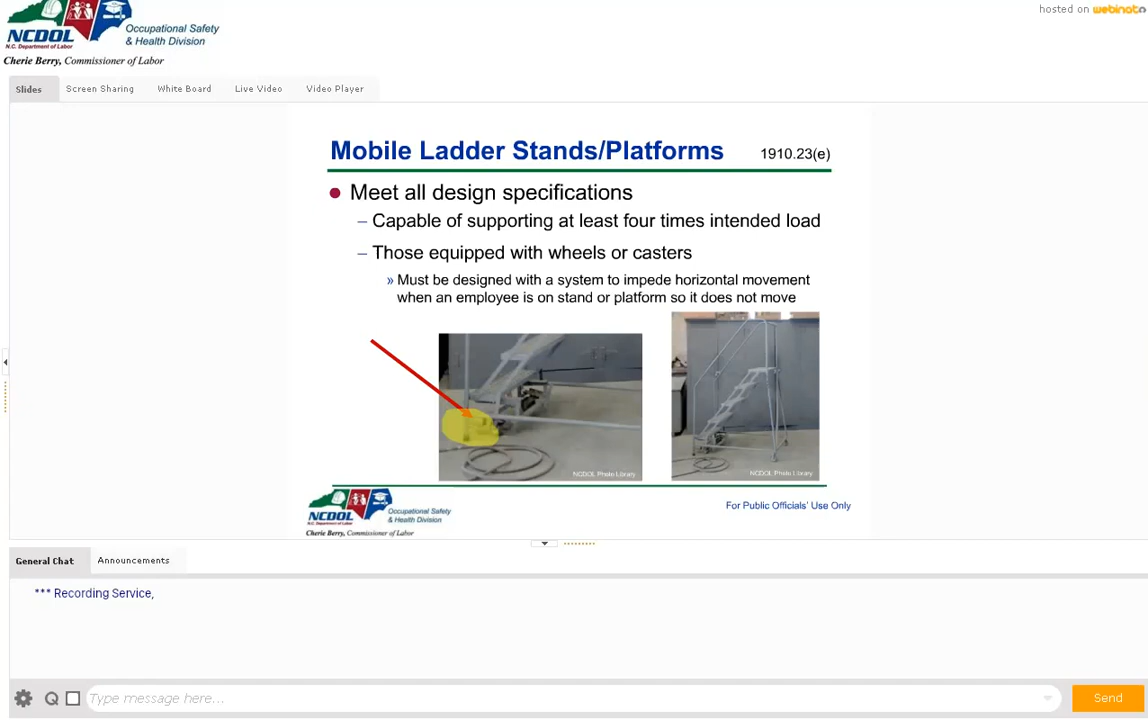 hosted on webinato
NCDOL
N.C. Department of Labor
Occupational Safety
& Health Division
Cherie Berry, Commissioner of Labor
Slides
Screen Sharing
White Board
Live Video
Video Player
Mobile Ladder Stands/Platforms
1910.23(e)
Meet all design specifications
– Capable of supporting at least four times intended load
– Those equipped with wheels or casters
» Must be designed with a system to impede horizontal movement
when an employee is on stand or platform so it does not move
NCDOL Photo Library
NCDOL Photo Library
NCDOL
N.C. Department of Labor
Occupational Safety
& Health Division
Cherie Berry, Commissioner of Labor
For Public Officials' Use Only
General Chat
Announcements
*** Recording Service,
Type message here...
Send